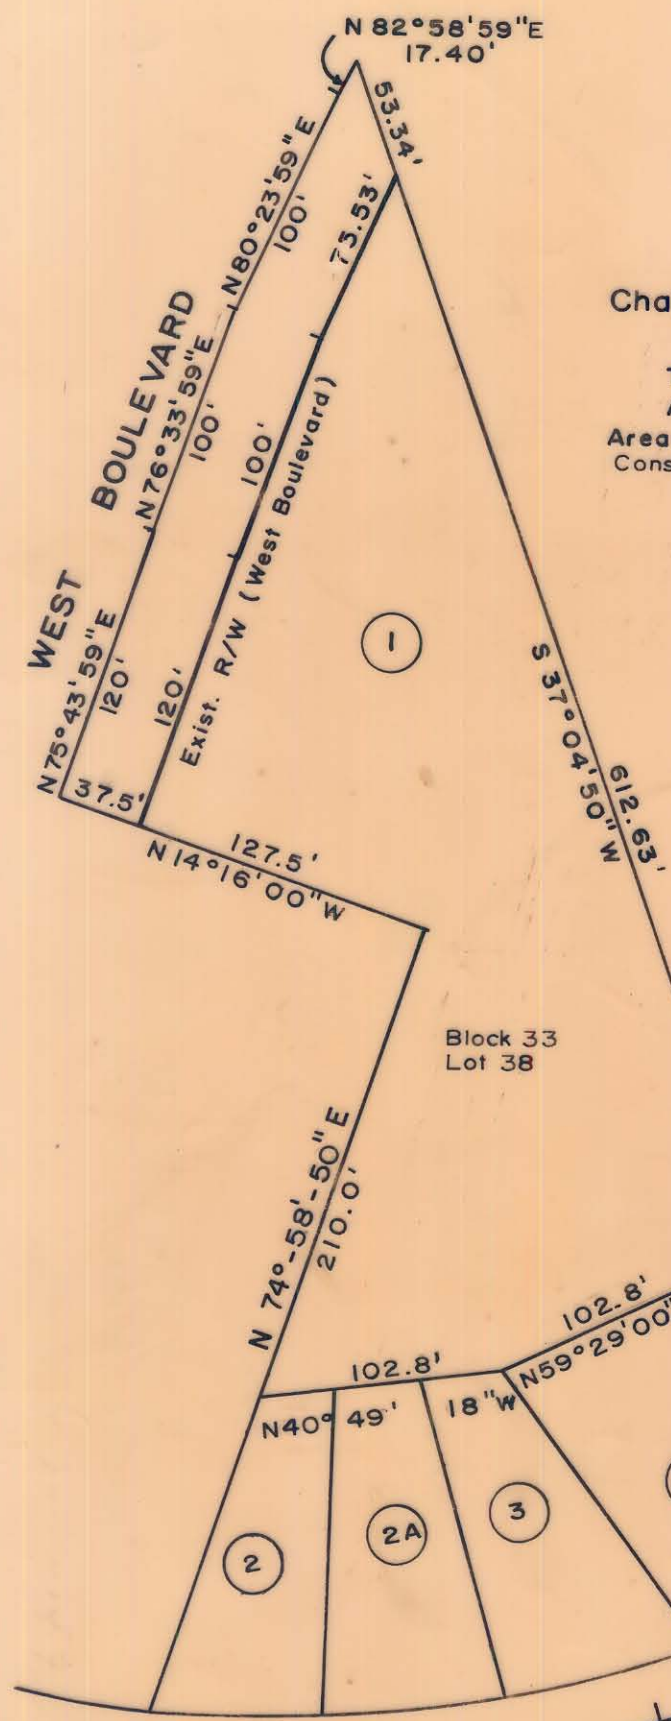 N 82°58'59"E
17.40'
53.34'
N80°23'59"E
100'
73.53'
Cha
BOULEVARD
N76°33'59"E
100'
100'
Exist. R/W (West Boulevard)
Area
Cons
WEST
N75°43'59"E
120'
120'
1
S 37°04'50" W
612.63'
37.5'
127.5'
N14°16'00"W
Block 33
Lot 38
N 74°-58'-50" E
210.0'
102.8'
N59°29'00"
102.8'
N40° 49' 18"W
2
2A
3